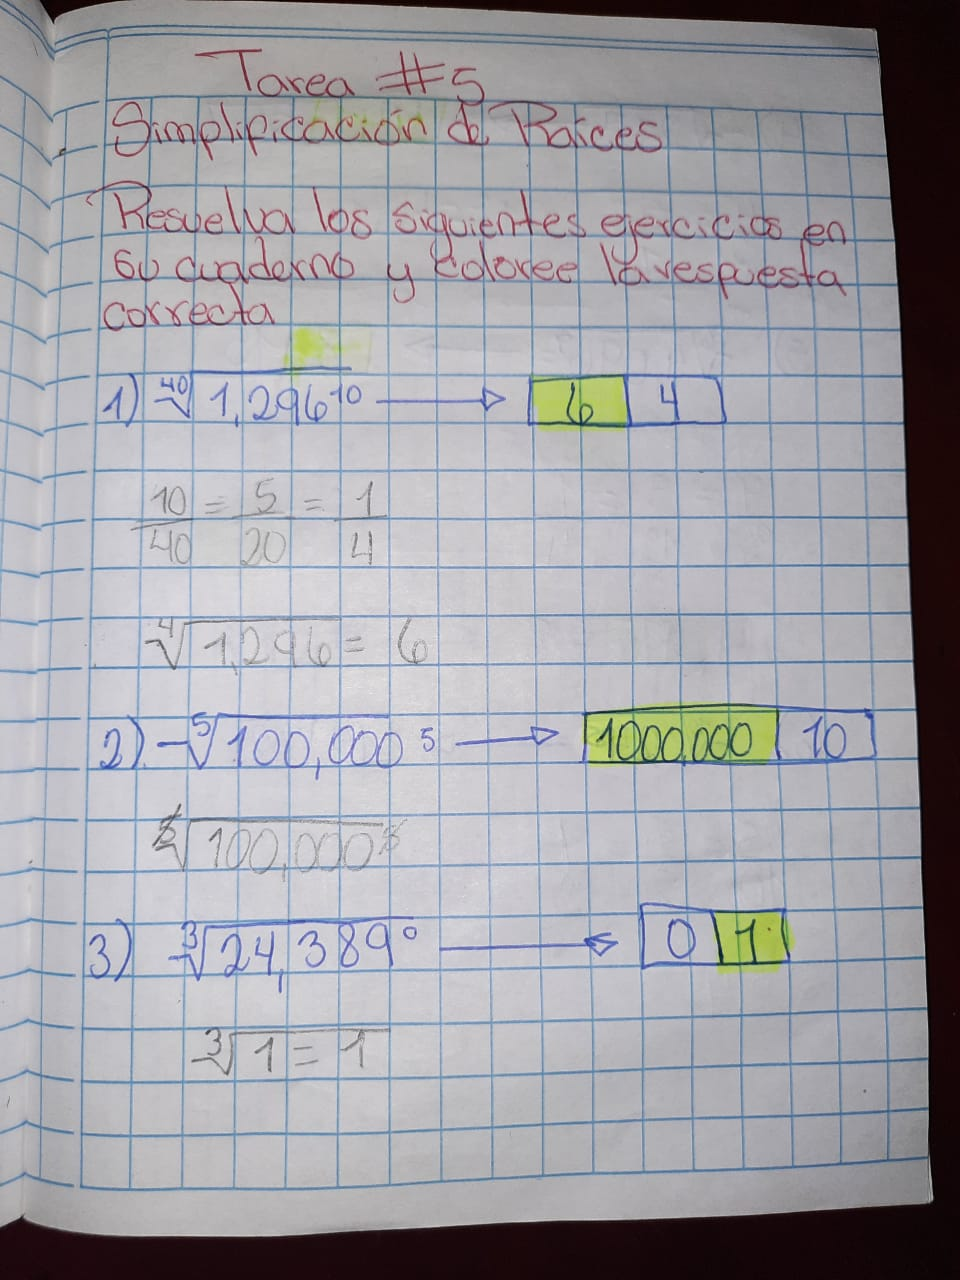 Tarea #5
Simplificación de Raíces
Resuelva los siguientes ejercicios en
su cuaderno y coloree la respuesta
correcta
1) ⁴⁰√1,296¹⁰ → 6 4
10/40 = 5/20 = 1/4
⁴√1,296 = 6
2) -⁵√100,000⁵ → 1000,000 10
⁵√100,000⁵
3) ³√24,389⁰ → 0 1
³√1 = 1